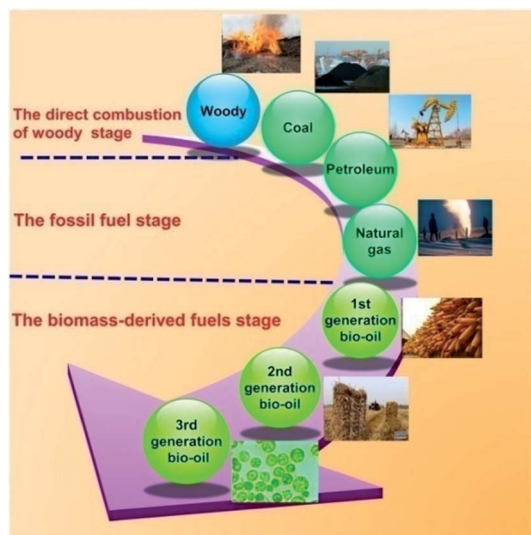 Woody
The direct combustion
of woody stage
Coal
Petroleum
The fossil fuel stage
Natural
gas
The biomass-derived fuels stage
1st
generation
bio-oil
2nd
generation
bio-oil
3rd
generation
bio-oil